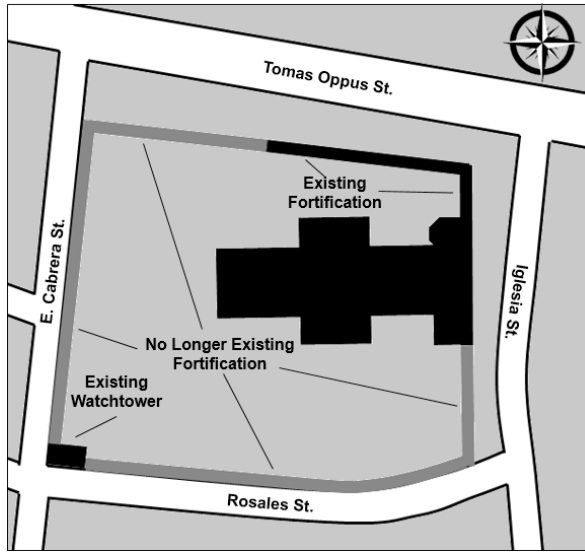 Tomas Oppus St.
Existing
Fortification
E. Cabrera St.
Iglesia St.
No Longer Existing
Fortification
Existing
Watchtower
Rosales St.